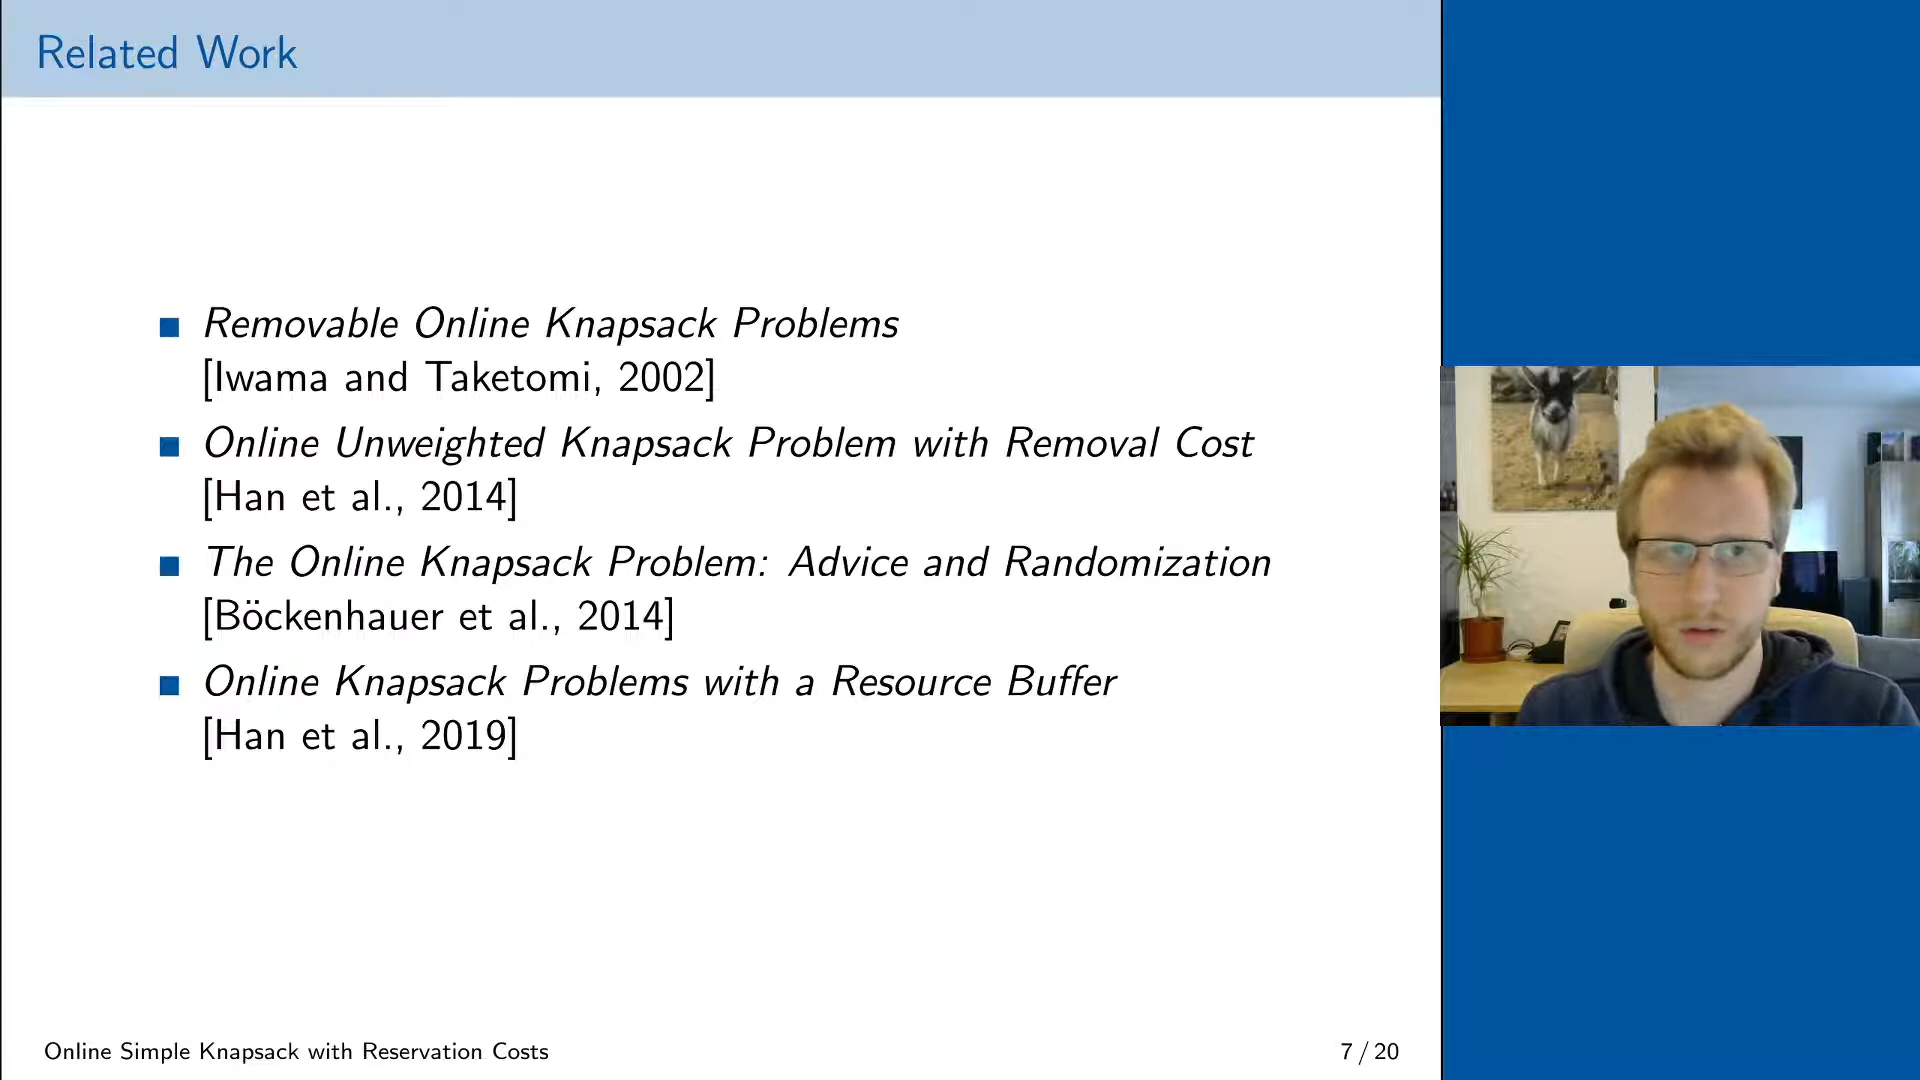 Related Work
Removable Online Knapsack Problems
[Iwama and Taketomi, 2002]
Online Unweighted Knapsack Problem with Removal Cost
[Han et al., 2014]
The Online Knapsack Problem: Advice and Randomization
[Böckenhauer et al., 2014]
Online Knapsack Problems with a Resource Buffer
[Han et al., 2019]
Online Simple Knapsack with Reservation Costs
7 / 20